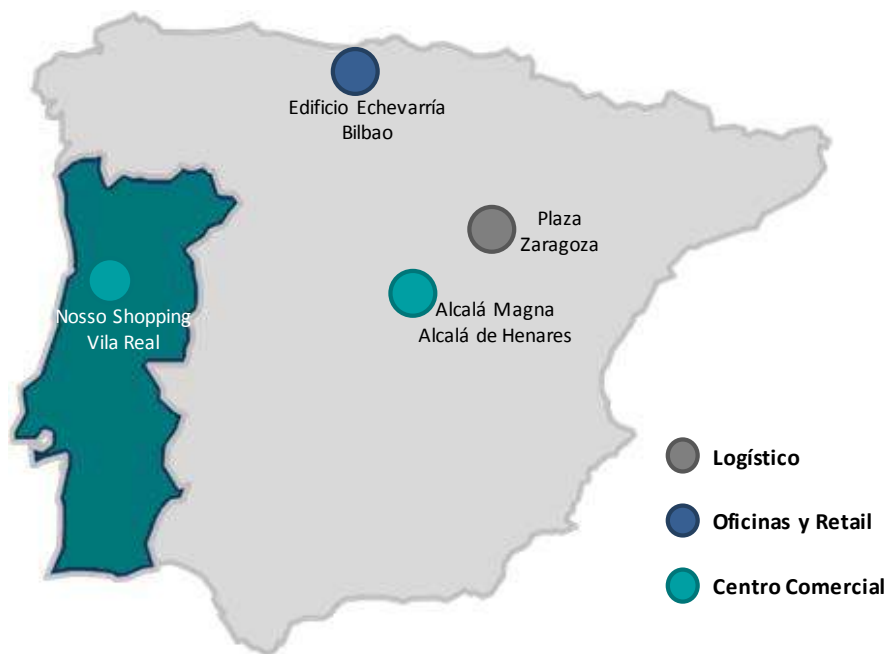 Edificio Echevarría
Bilbao
Plaza
Zaragoza
Nosso Shopping
Vila Real
Alcalá Magna
Alcalá de Henares
Logístico
Oficinas y Retail
Centro Comercial